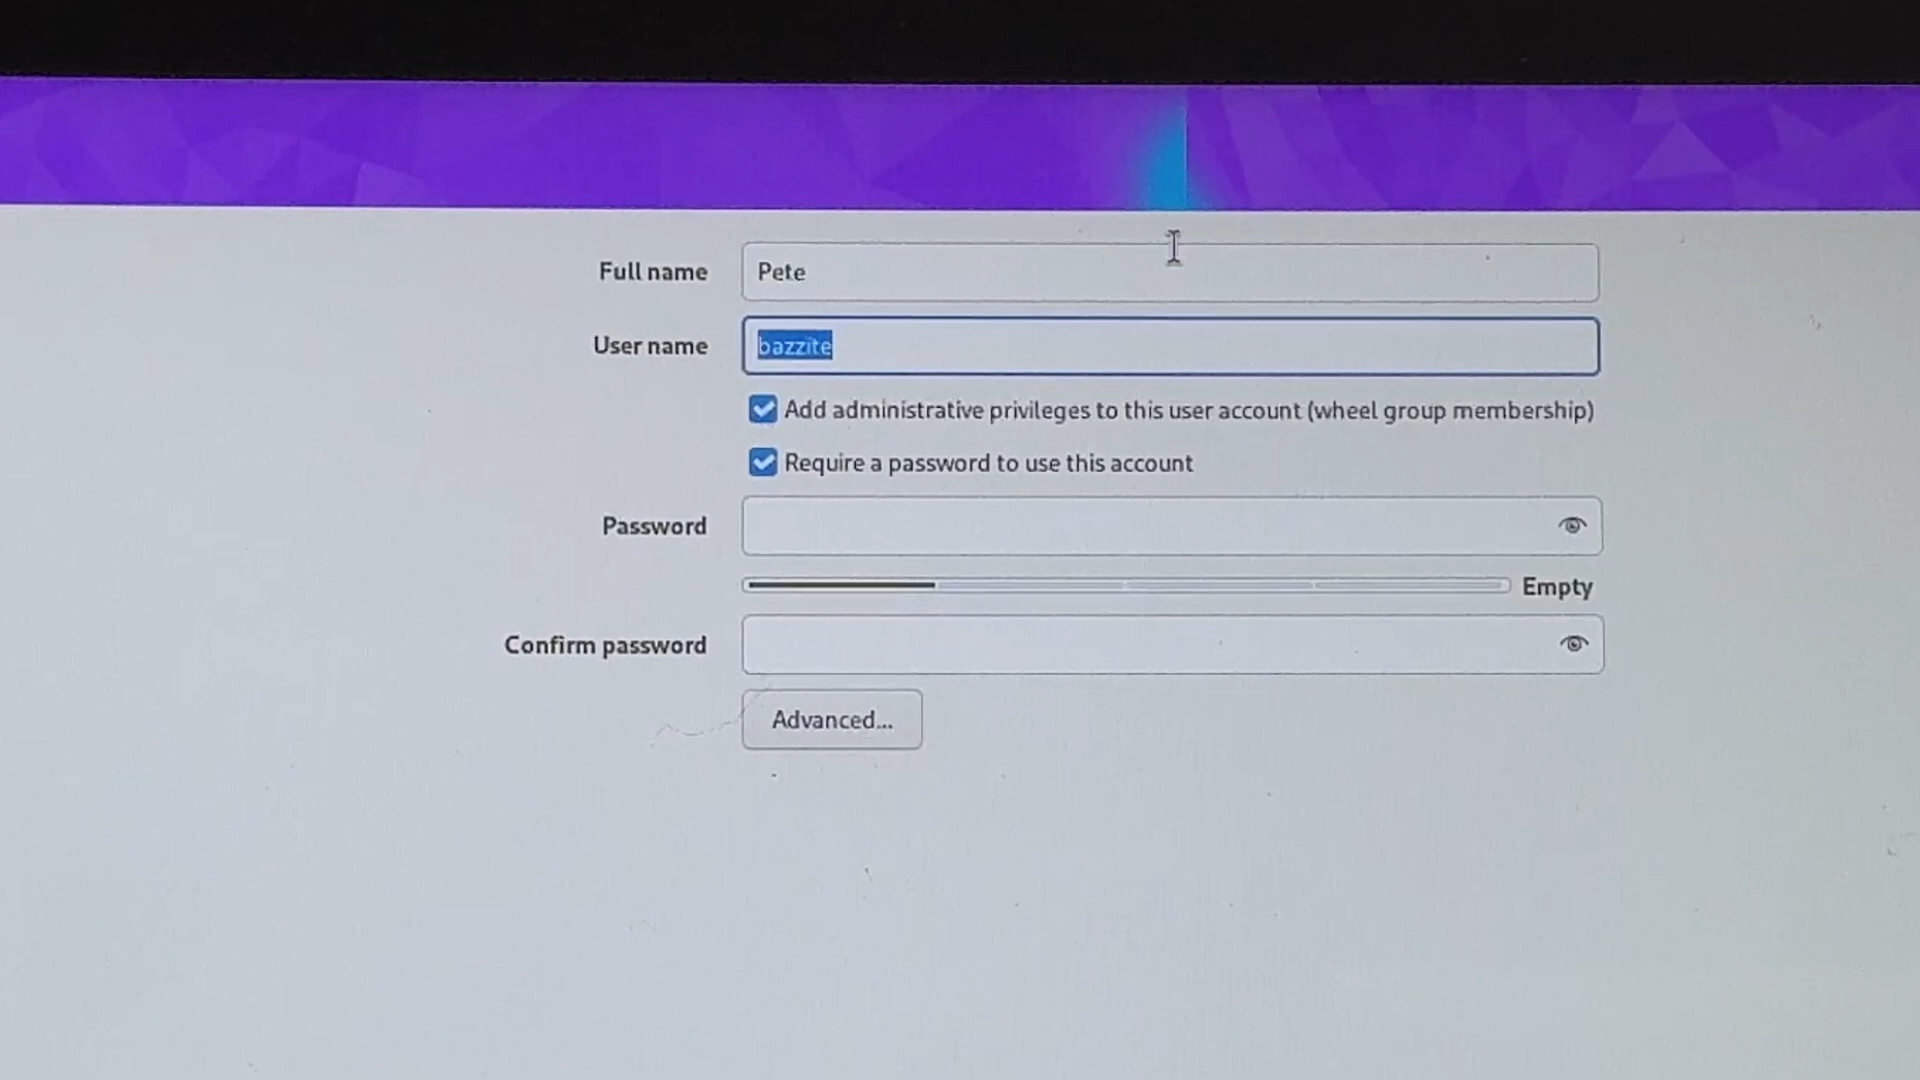 Full name Pete
User name bazzite
Add administrative privileges to this user account (wheel group membership)
Require a password to use this account
Password
Empty
Confirm password
Advanced...